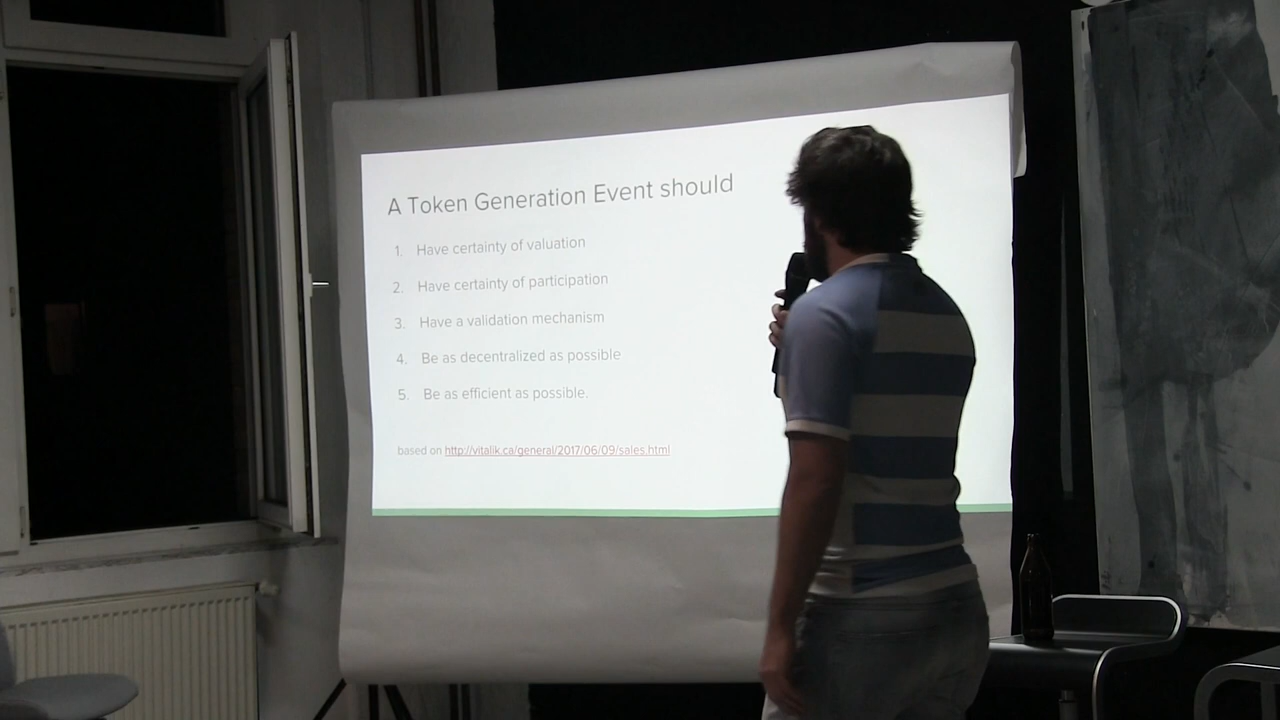 A Token Generation Event should
1. Have certainty of valuation
2. Have certainty of participation
3. Have a validation mechanism
4. Be as decentralized as possible
5. Be as efficient as possible.
based on http://vitalik.ca/general/2017/06/09/sales.html